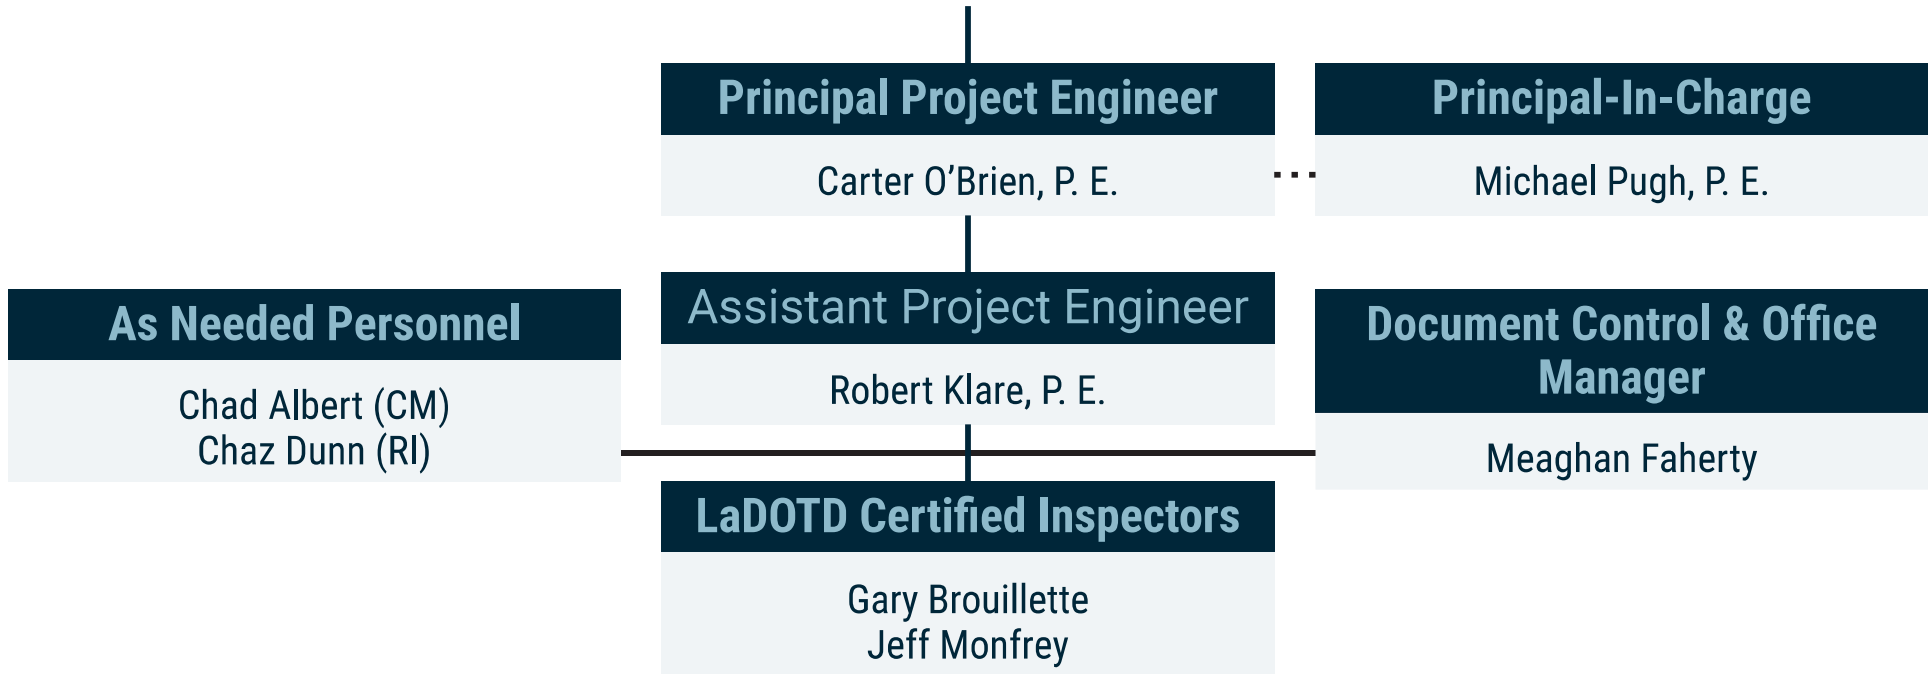 Principal Project Engineer
Carter O’Brien, P. E.
Principal-In-Charge
Michael Pugh, P. E.
As Needed Personnel
Chad Albert (CM)
Chaz Dunn (RI)
Assistant Project Engineer
Robert Klare, P. E.
Document Control & Office
Manager
Meaghan Faherty
LaDOTD Certified Inspectors
Gary Brouillette
Jeff Monfrey